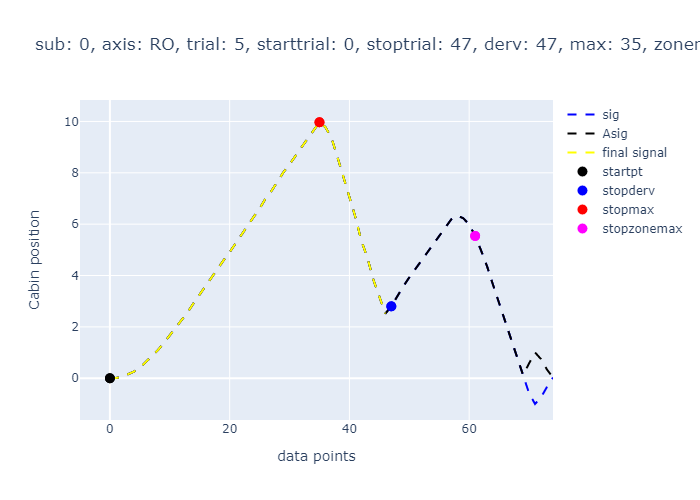 sub: 0, axis: RO, trial: 5, starttrial: 0, stoptrial: 47, derv: 47, max: 35,
sig
Asig
final signal
startpt
stopderv
stopmax
stopzonemax
Cabin position
10
8
6
4
2
0
0 20 40 60
data points